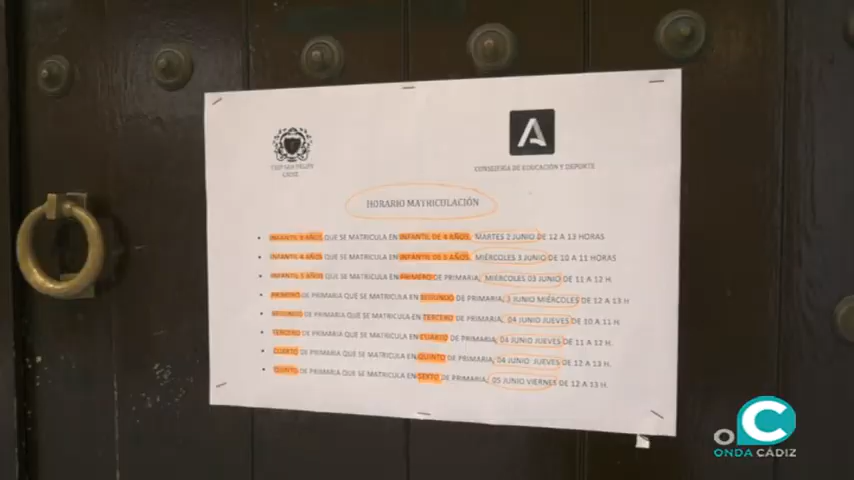 CEIP SAN FELIPE
CÁDIZ
CONSEJERÍA DE EDUCACIÓN Y DEPORTE
HORARIO MATRICULACIÓN
• INFANTIL 3 AÑOS QUE SE MATRICULA EN INFANTIL DE 4 AÑOS, MARTES 2 JUNIO DE 12 A 13 HORAS
• INFANTIL 4 AÑOS QUE SE MATRICULA EN INFANTIL DE 5 AÑOS, MIÉRCOLES 3 JUNIO DE 10 A 11 HORAS
• INFANTIL 5 AÑOS QUE SE MATRICULA EN PRIMERO DE PRIMARIA, MIÉRCOLES 03 JUNIO DE 11 A 12 H.
• PRIMERO DE PRIMARIA QUE SE MATRICULA EN SEGUNDO DE PRIMARIA, 3 JUNIO MIÉRCOLES DE 12 A 13 H
• SEGUNDO DE PRIMARIA QUE SE MATRICULA EN TERCERO DE PRIMARIA, 04 JUNIO JUEVES DE 10 A 11 H.
• TERCERO DE PRIMARIA QUE SE MATRICULA EN CUARTO DE PRIMARIA, 04 JUNIO JUEVES DE 11 A 13 H.
• CUARTO DE PRIMARIA QUE SE MATRICULA EN QUINTO DE PRIMARIA, 04 JUNIO JUEVES DE 12 A 13 H.
• QUINTO DE PRIMARIA QUE SE MATRICULA EN SEXTO DE PRIMARIA, 05 JUNIO VIERNES DE 12 A 13 H.
OC
ONDA CÁDIZ